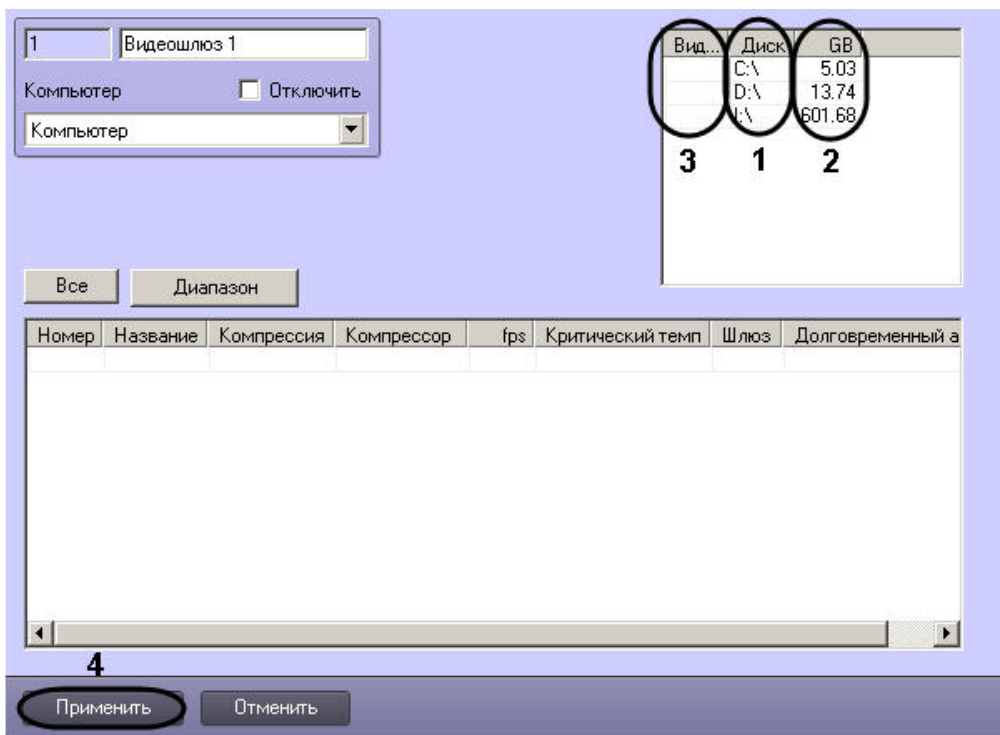 1 Видеошлюз 1
Компьютер Отключить
Компьютер
Вид... Диск GB
C:\ 5.03
D:\ 13.74
I:\ 601.68
3 1 2
Все Диапазон
Номер Название Компрессия Компрессор fps Критический темп Шлюз Долговременный а
4
Применить Отменить